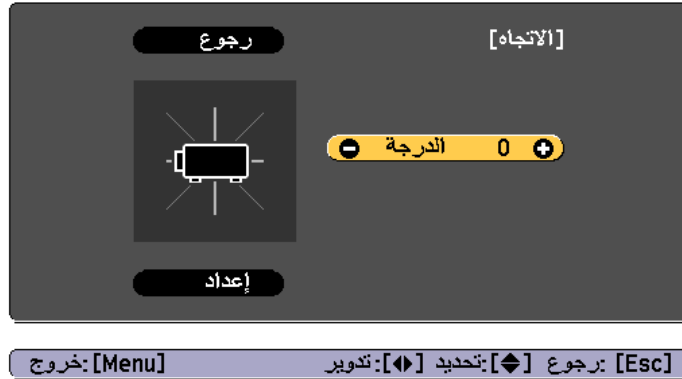 [الاتجاه]
رجوع
الدرجة 0
إعداد
[Esc] :رجوع [◆]:تحديد [◀▶]:تدوير [Menu]:خروج